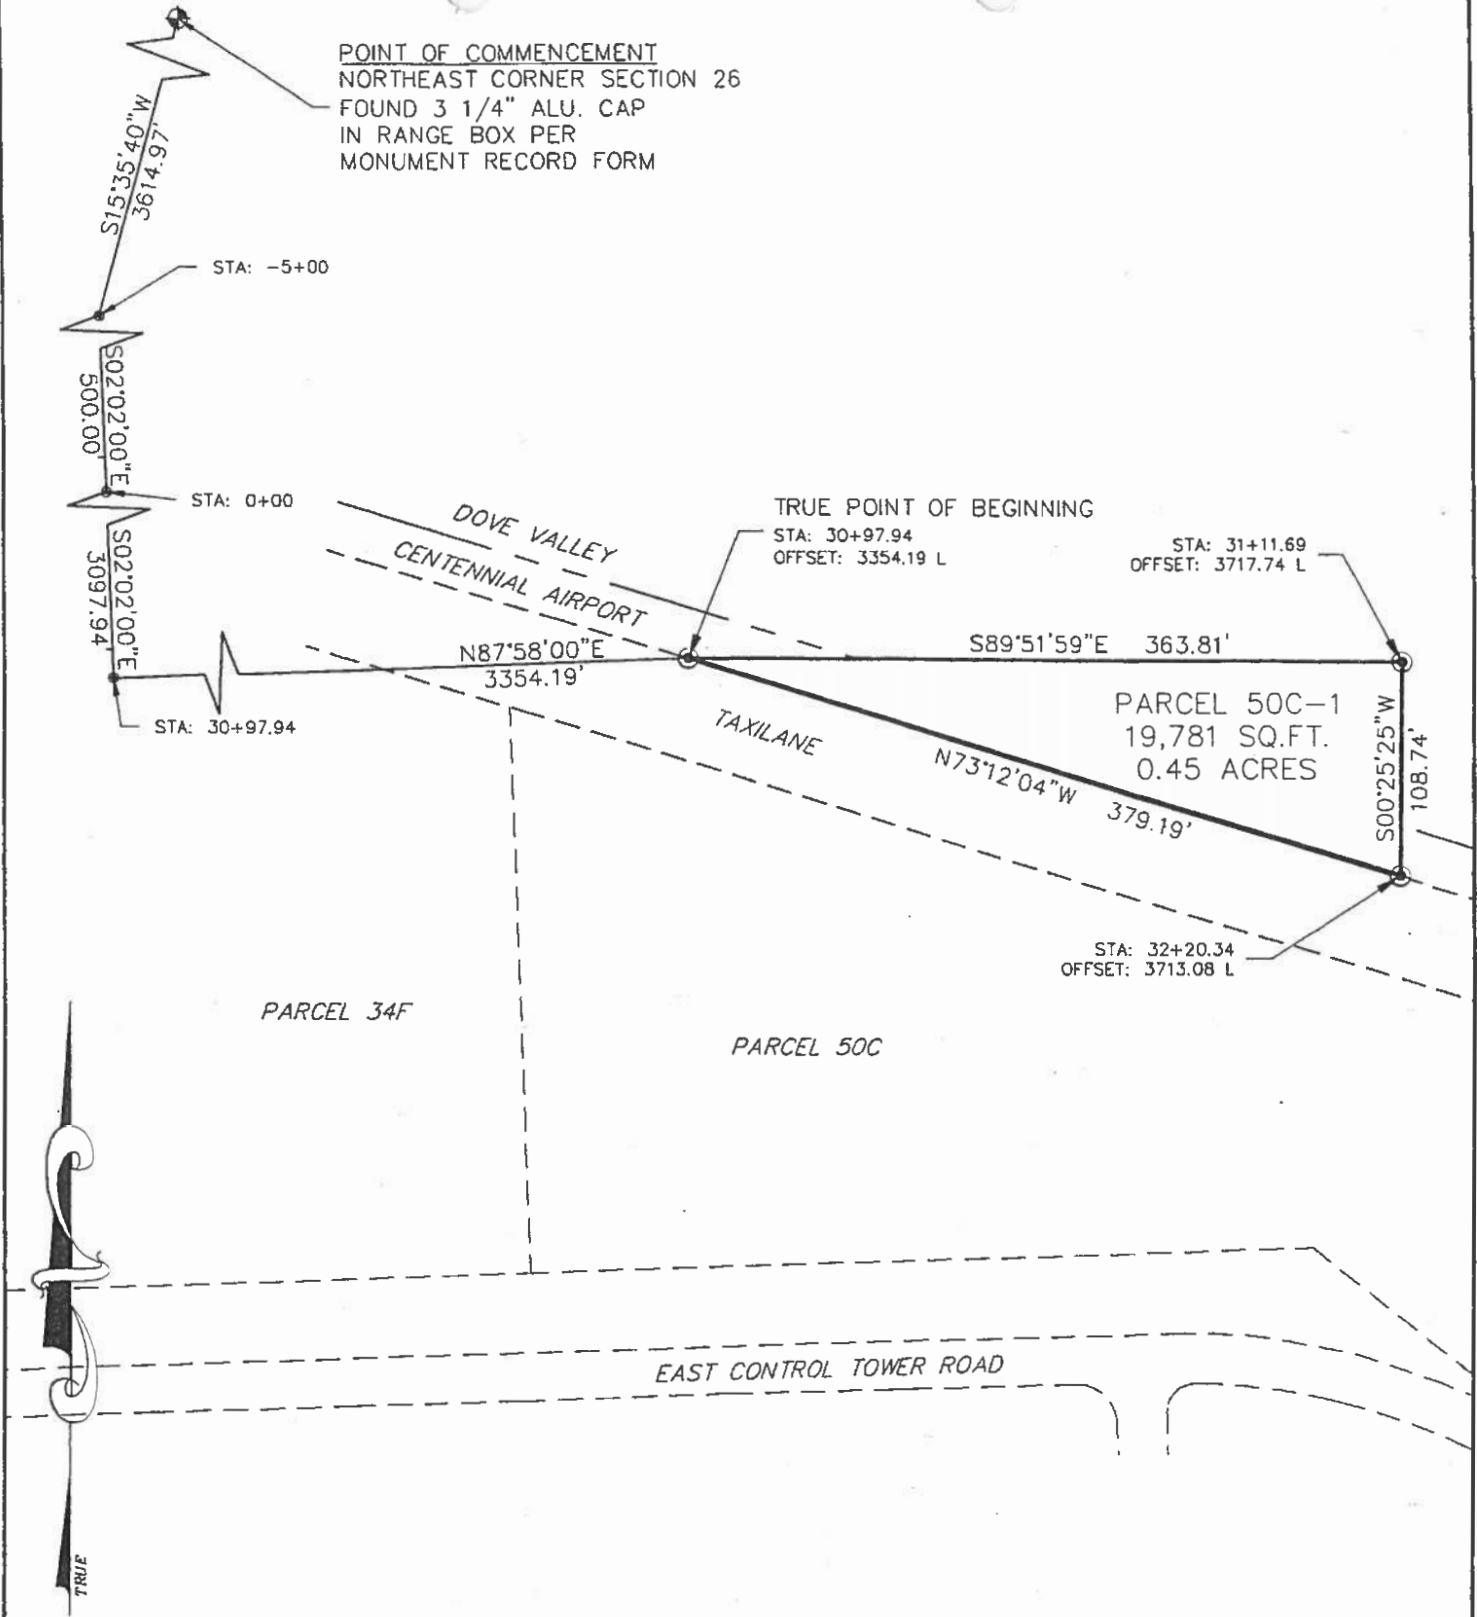 POINT OF COMMENCEMENT
NORTHEAST CORNER SECTION 26
FOUND 3 1/4" ALU. CAP
IN RANGE BOX PER
MONUMENT RECORD FORM
S15°35'40"W
3614.97'
STA: -5+00
S02°02'00"E
500.00'
STA: 0+00
S02°02'00"E
3097.94'
STA: 30+97.94
DOVE VALLEY
CENTENNIAL AIRPORT
N87°58'00"E
3354.19'
TRUE POINT OF BEGINNING
STA: 30+97.94
OFFSET: 3354.19 L
STA: 31+11.69
OFFSET: 3717.74 L
S89°51'59"E 363.81'
PARCEL 50C-1
19,781 SQ.FT.
0.45 ACRES
S00°25'25"W
108.74'
TAXILANE
N73°12'04"W 379.19'
STA: 32+20.34
OFFSET: 3713.08 L
PARCEL 34F
PARCEL 50C
EAST CONTROL TOWER ROAD
TRUE